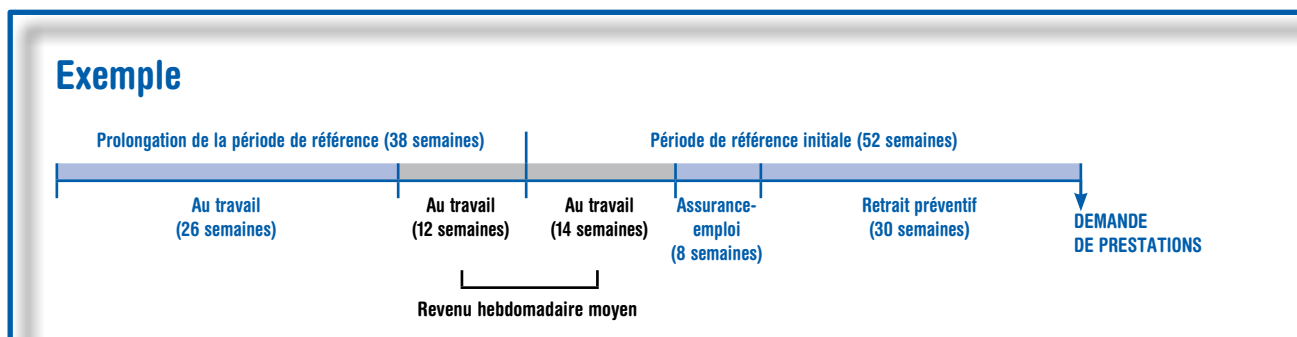 Exemple
Prolongation de la période de référence (38 semaines)
Période de référence initiale (52 semaines)
Au travail
(26 semaines)
Au travail
(12 semaines)
Au travail
(14 semaines)
Assurance-
emploi
(8 semaines)
Retrait préventif
(30 semaines)
DEMANDE
DE PRESTATIONS
Revenu hebdomadaire moyen